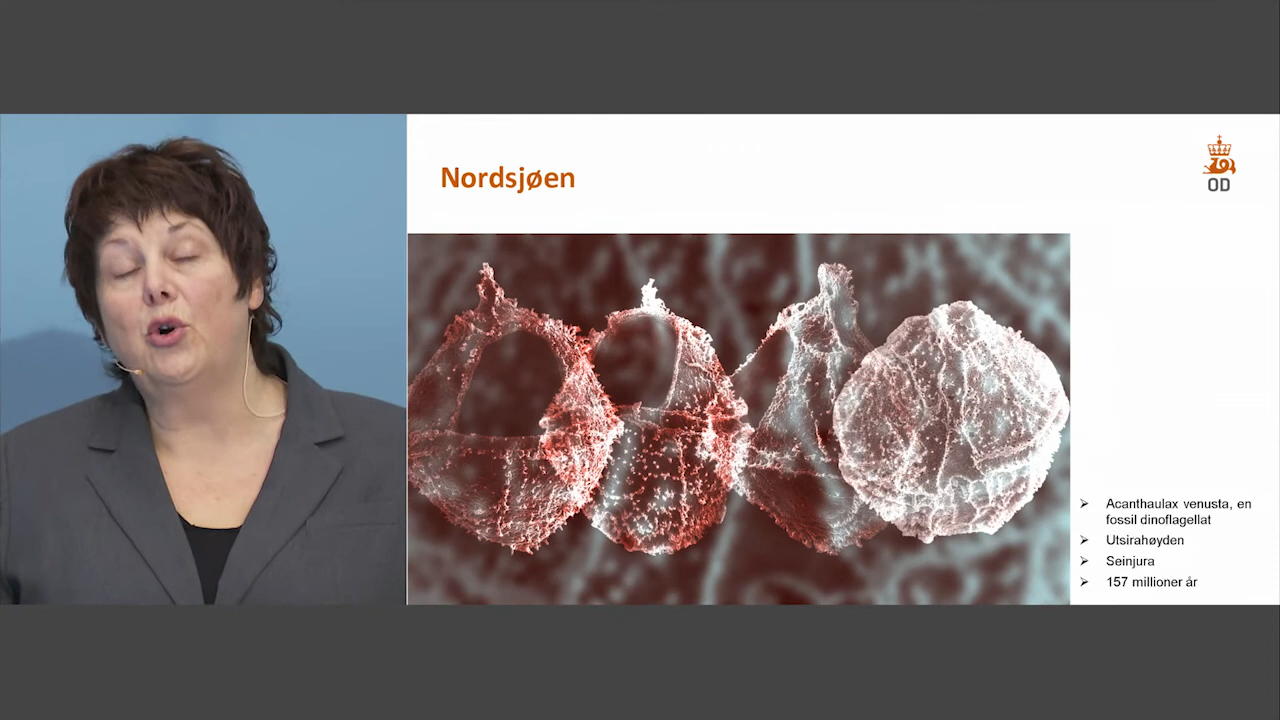 Nordsjøen
OD
Acanthaulax venusta, en
fossil dinoflagellat
Utsirahøyden
Seinjura
157 millioner år